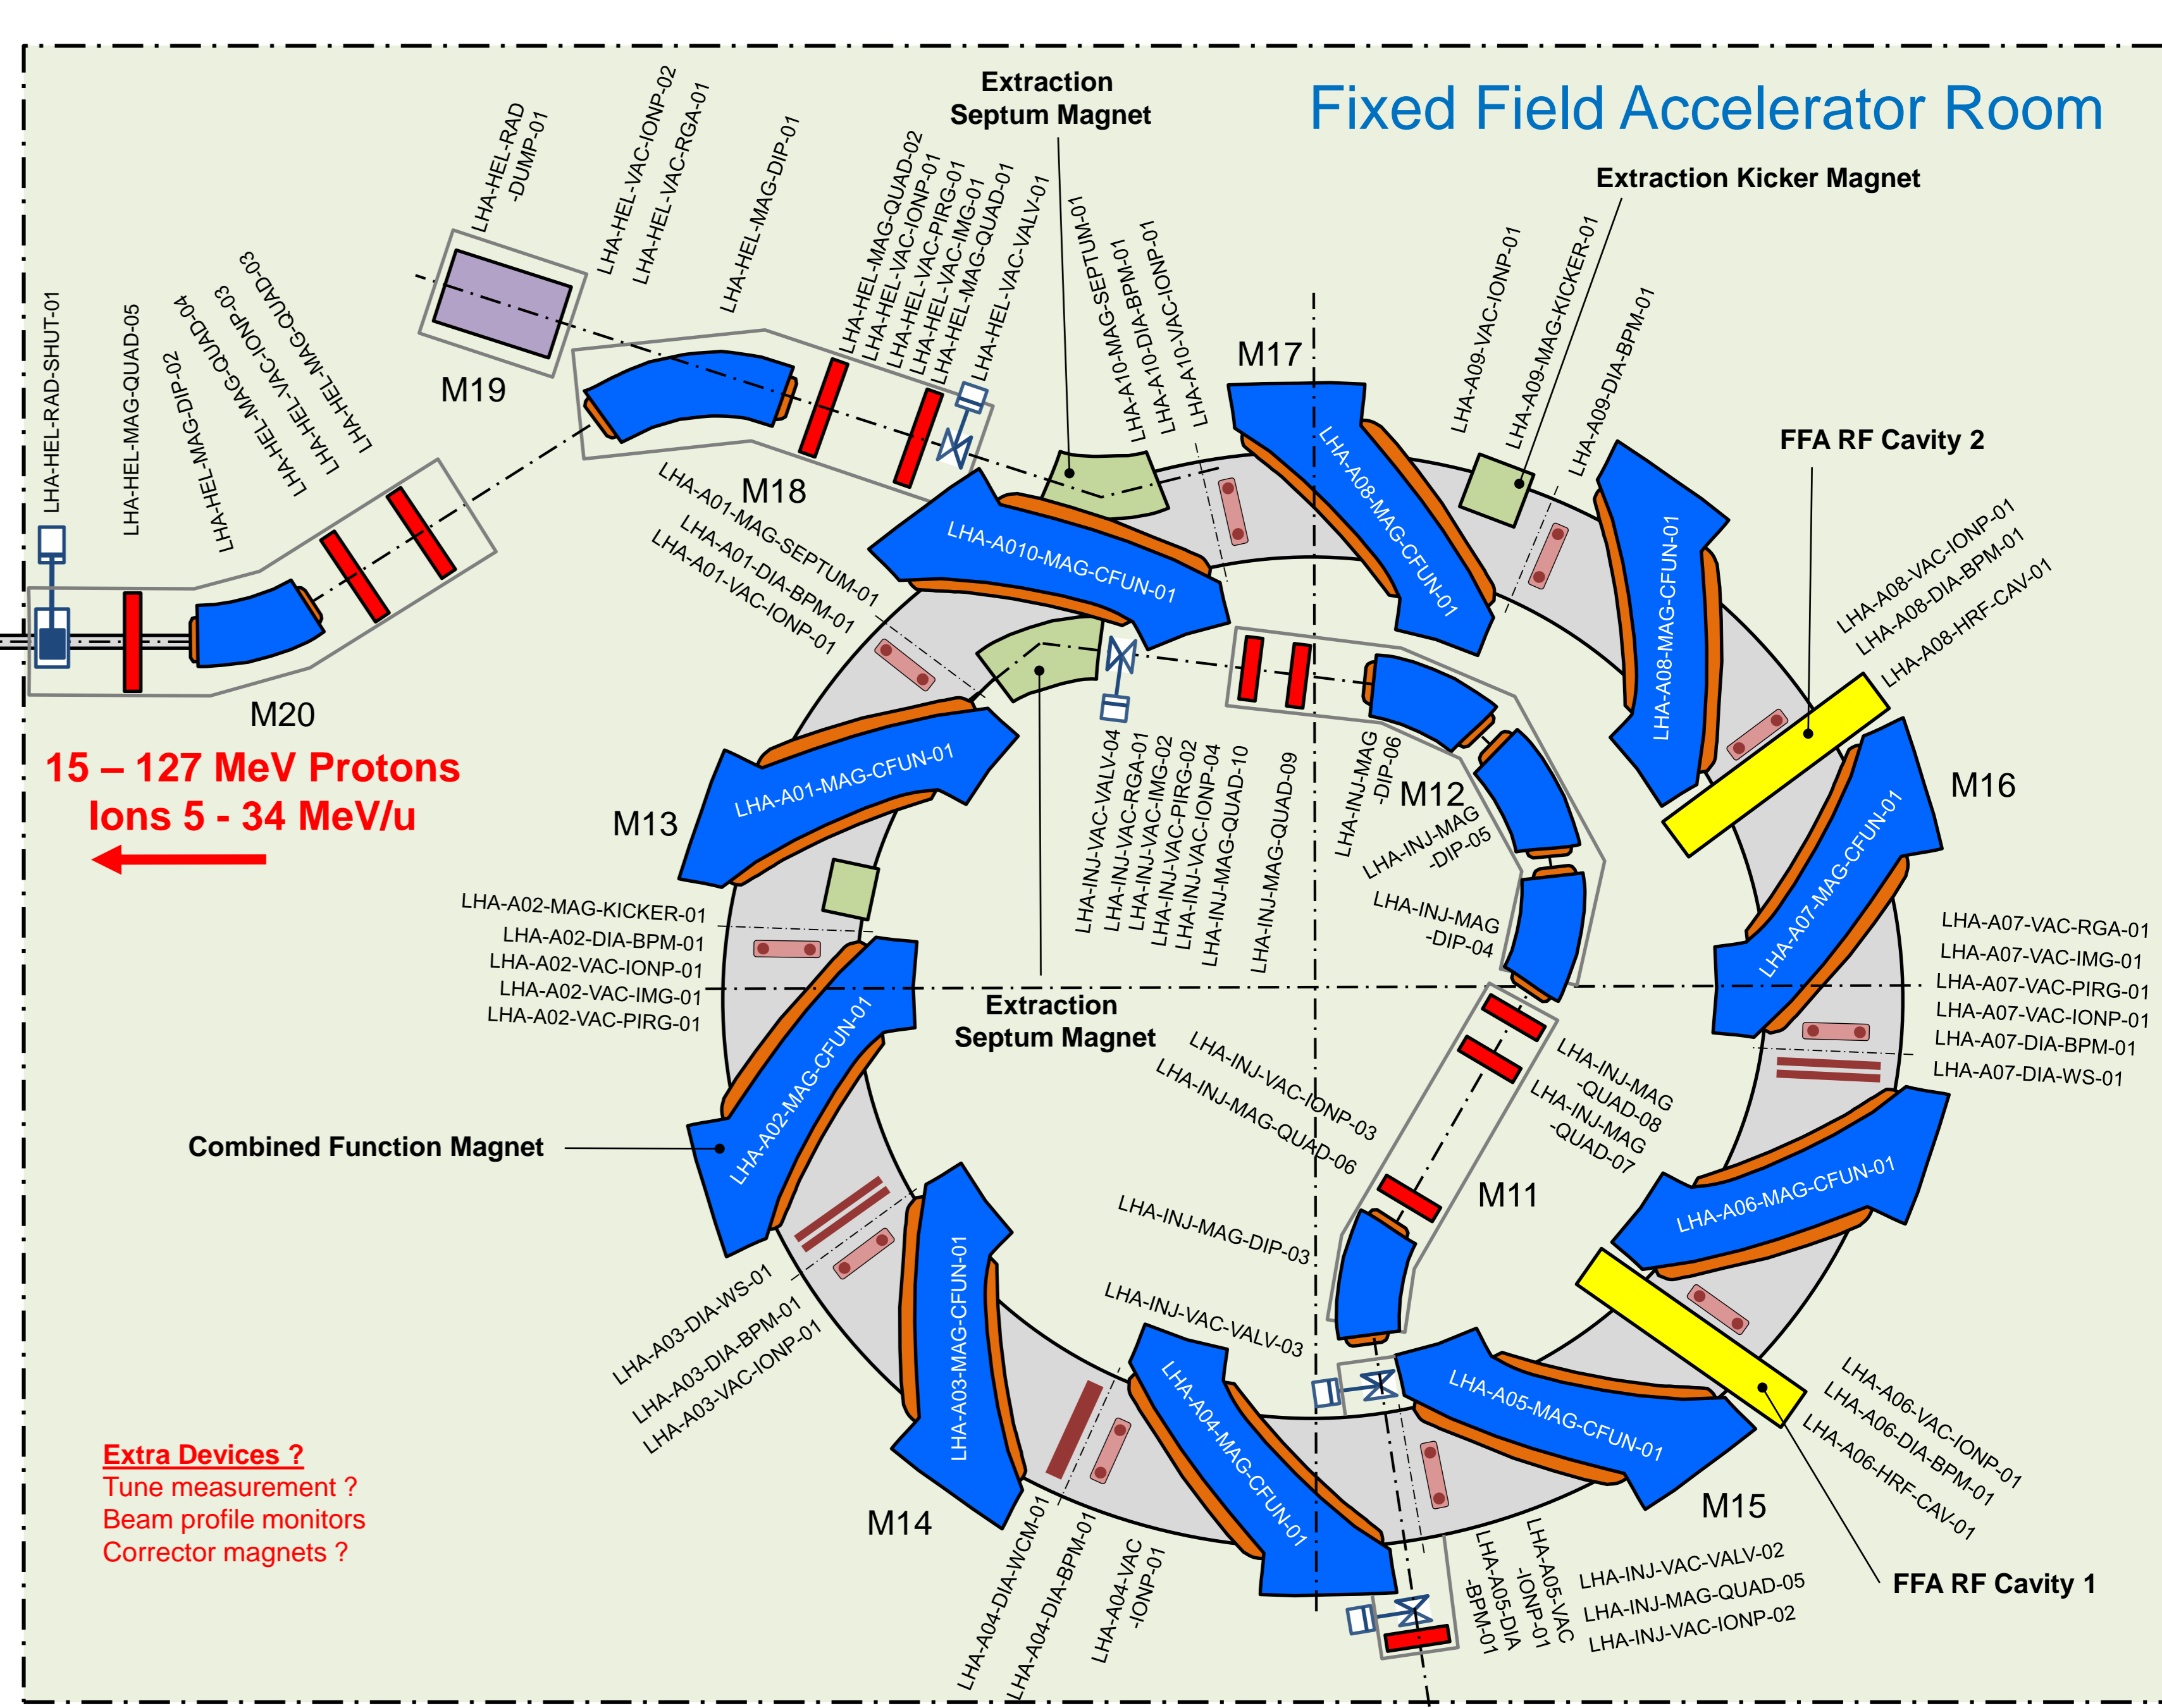 Fixed Field Accelerator Room
Extraction
Septum Magnet
Extraction Kicker Magnet
FFA RF Cavity 2
LHA-HEL-RAD
-DUMP-01
LHA-HEL-VAC-IONP-02
LHA-HEL-VAC-RGA-01
LHA-HEL-MAG-DIP-01
LHA-HEL-MAG-QUAD-02
LHA-HEL-VAC-IONP-01
LHA-HEL-VAC-PIRG-01
LHA-HEL-VAC-IMG-01
LHA-HEL-MAG-QUAD-01
LHA-HEL-VAC-VALV-01
LHA-A10-MAG-SEPTUM-01
LHA-A10-DIA-BPM-01
LHA-A10-VAC-IONP-01
LHA-A09-VAC-IONP-01
LHA-A09-MAG-KICKER-01
LHA-A09-DIA-BPM-01
LHA-HEL-RAD-SHUT-01
LHA-HEL-MAG-QUAD-05
LHA-HEL-MAG-DIP-02
LHA-HEL-MAG-QUAD-04
LHA-HEL-VAC-IONP-03
LHA-HEL-MAG-QUAD-03
M19
M18
M17
M20
15 – 127 MeV Protons
Ions 5 - 34 MeV/u
LHA-A01-MAG-SEPTUM-01
LHA-A01-DIA-BPM-01
LHA-A01-VAC-IONP-01
LHA-A010-MAG-CFUN-01
LHA-A08-MAG-CFUN-01
LHA-A08-MAG-CFUN-01
LHA-A08-VAC-IONP-01
LHA-A08-DIA-BPM-01
LHA-A08-HRF-CAV-01
M16
LHA-A07-MAG-CFUN-01
M13
LHA-A01-MAG-CFUN-01
LHA-INJ-VAC-VALV-04
LHA-INJ-VAC-RGA-01
LHA-INJ-VAC-IMG-02
LHA-INJ-VAC-PIRG-02
LHA-INJ-VAC-IONP-04
LHA-INJ-MAG-QUAD-10
LHA-INJ-MAG-QUAD-09
LHA-INJ-MAG
-DIP-06
M12
LHA-INJ-MAG
-DIP-05
LHA-INJ-MAG
-DIP-04
LHA-A02-MAG-KICKER-01
LHA-A02-DIA-BPM-01
LHA-A02-VAC-IONP-01
LHA-A02-VAC-IMG-01
LHA-A02-VAC-PIRG-01
LHA-A07-VAC-RGA-01
LHA-A07-VAC-IMG-01
LHA-A07-VAC-PIRG-01
LHA-A07-VAC-IONP-01
LHA-A07-DIA-BPM-01
LHA-A07-DIA-WS-01
Extraction
Septum Magnet
LHA-A02-MAG-CFUN-01
Combined Function Magnet
LHA-INJ-VAC-IONP-03
LHA-INJ-MAG-QUAD-06
LHA-INJ-MAG
-QUAD-08
LHA-INJ-MAG
-QUAD-07
M11
LHA-INJ-MAG-DIP-03
LHA-INJ-VAC-VALV-03
LHA-A06-MAG-CFUN-01
LHA-A03-DIA-WS-01
LHA-A03-DIA-BPM-01
LHA-A03-VAC-IONP-01
LHA-A03-MAG-CFUN-01
LHA-A04-MAG-CFUN-01
LHA-A05-MAG-CFUN-01
LHA-A06-VAC-IONP-01
LHA-A06-DIA-BPM-01
LHA-A06-HRF-CAV-01
M14
M15
Extra Devices ?
Tune measurement ?
Beam profile monitors
Corrector magnets ?
LHA-A04-DIA-WCM-01
LHA-A04-DIA-BPM-01
LHA-A04-VAC
-IONP-01
LHA-A05-DIA
-BPM-01
LHA-A05-VAC
-IONP-01
LHA-INJ-VAC-VALV-02
LHA-INJ-MAG-QUAD-05
LHA-INJ-VAC-IONP-02
FFA RF Cavity 1